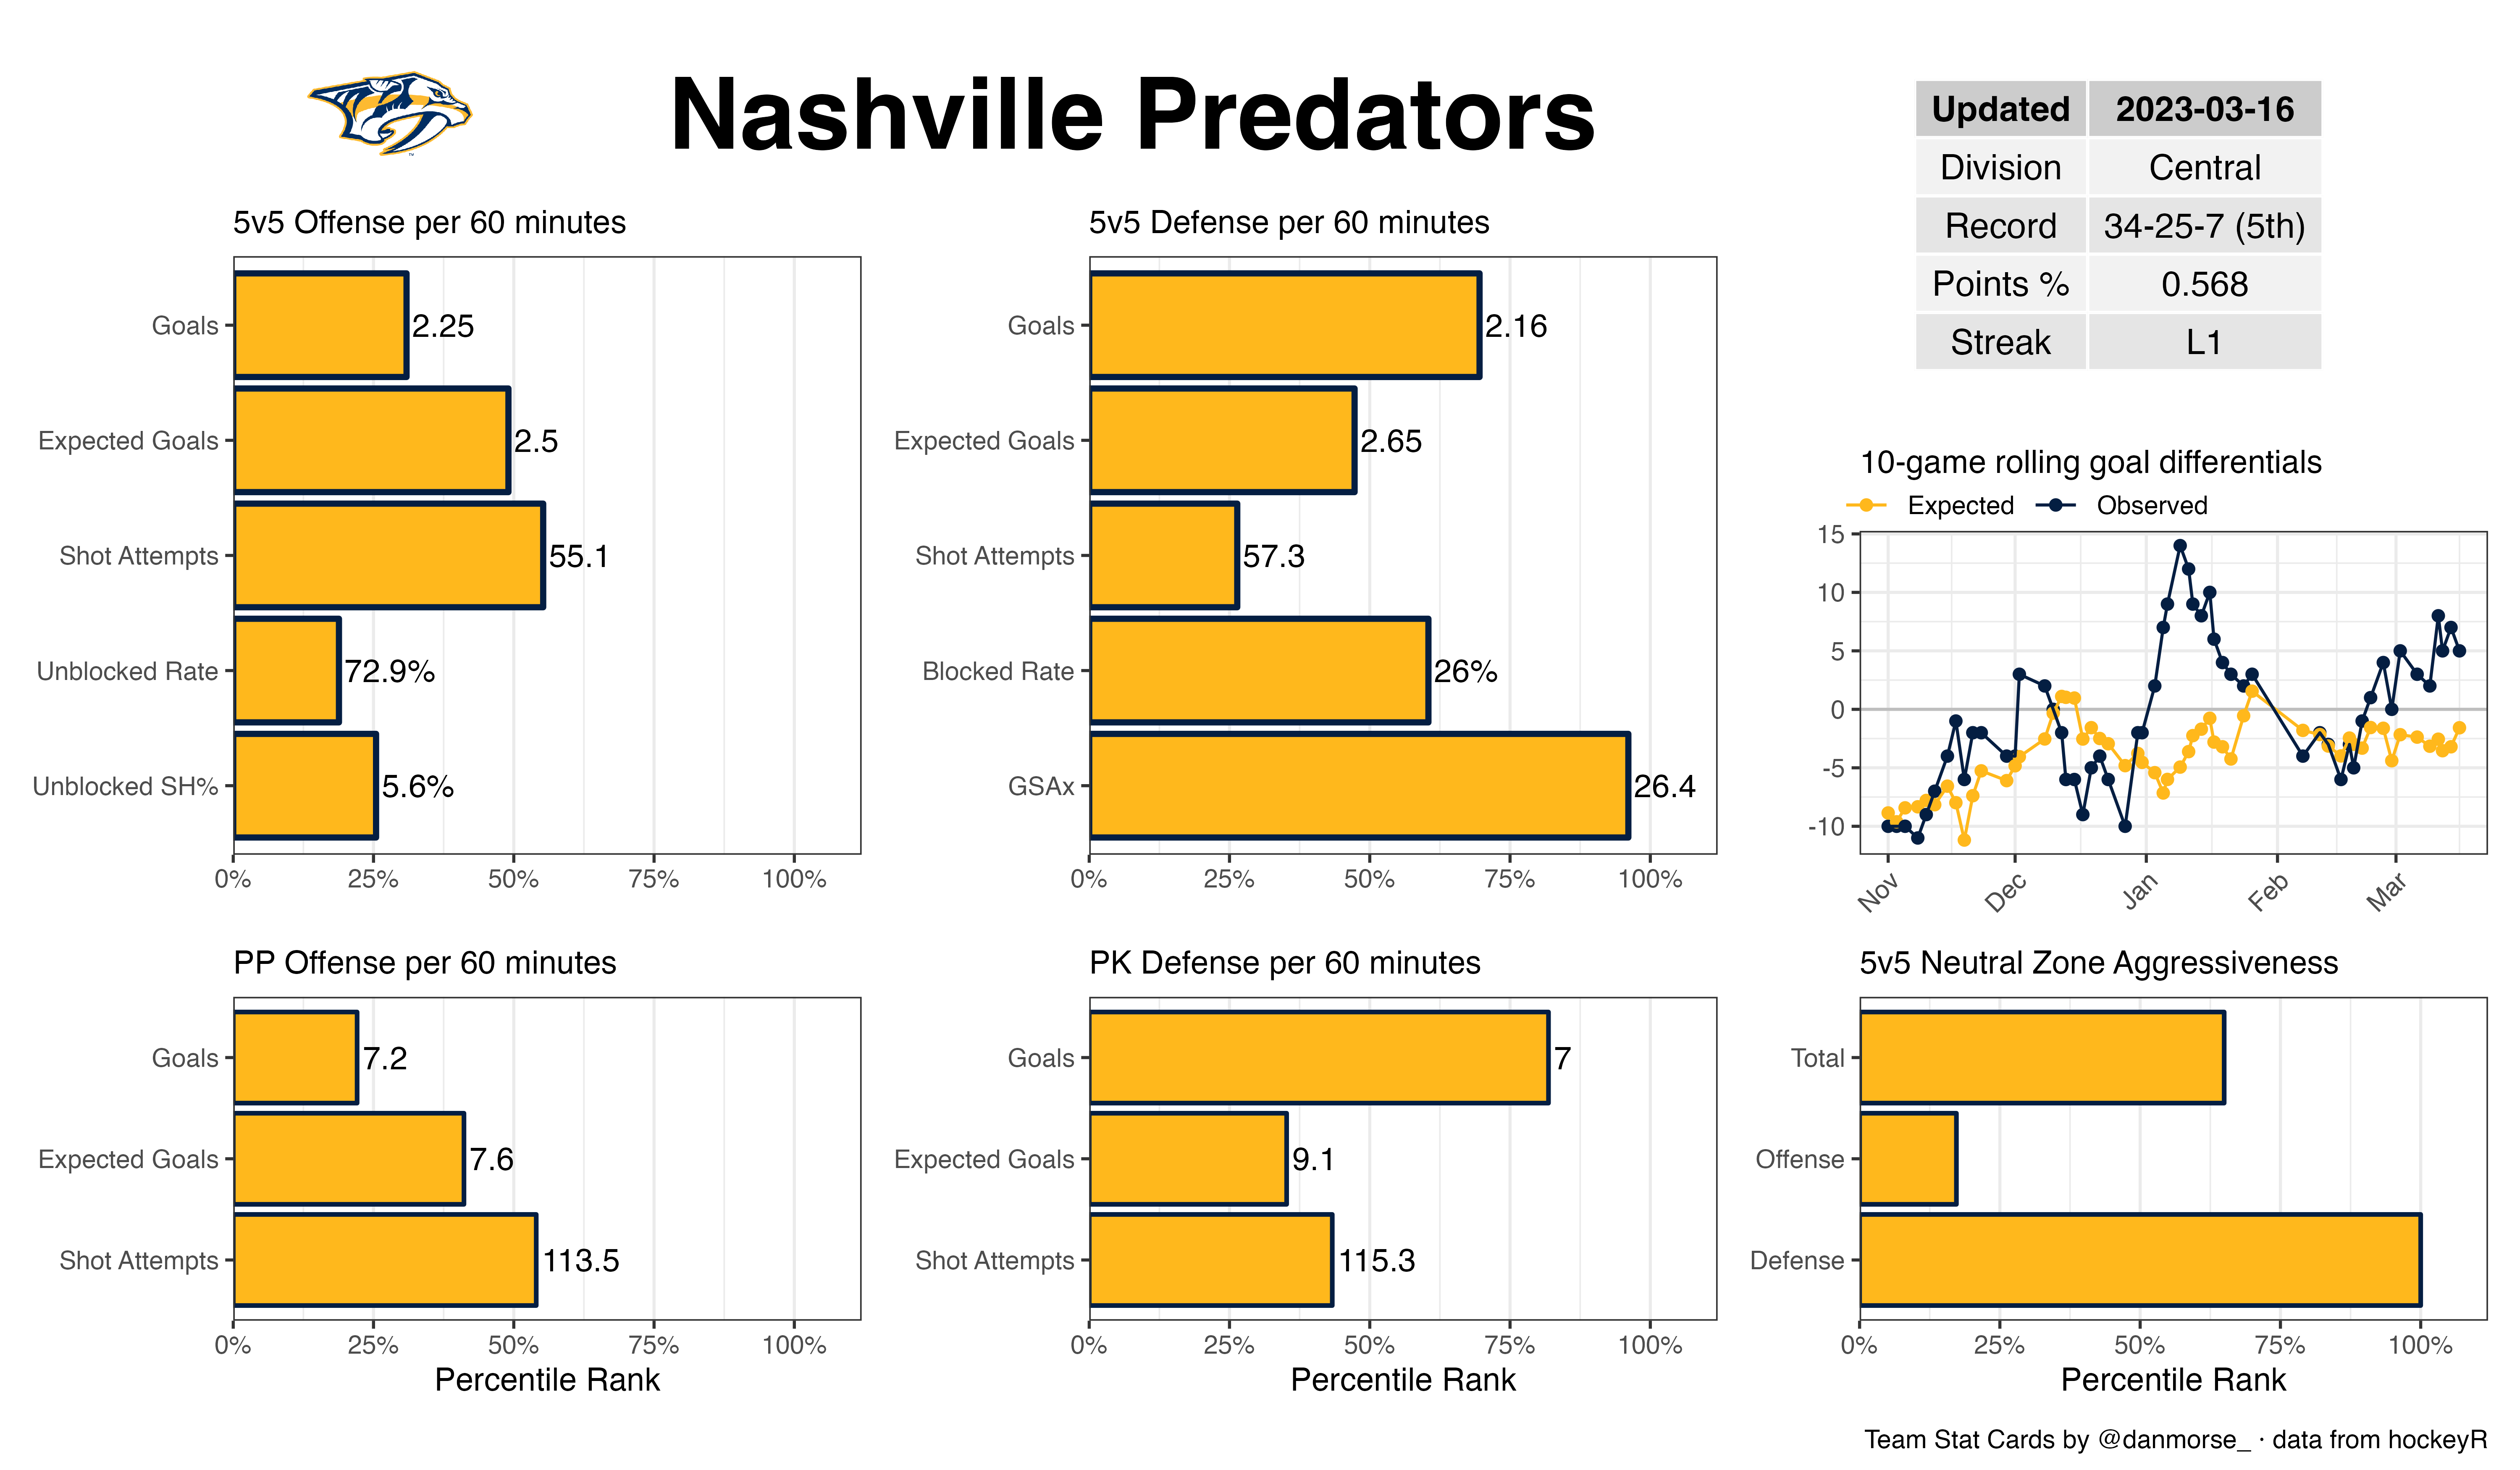 Nashville Predators
Updated 2023-03-16
Division Central
Record 34-25-7 (5th)
Points % 0.568
Streak L1
5v5 Offense per 60 minutes
Goals 2.25
Expected Goals 2.5
Shot Attempts 55.1
Unblocked Rate 72.9%
Unblocked SH% 5.6%
0% 25% 50% 75% 100%
5v5 Defense per 60 minutes
Goals 2.16
Expected Goals 2.65
Shot Attempts 57.3
Blocked Rate 26%
GSAx 26.4
0% 25% 50% 75% 100%
10-game rolling goal differentials
Expected Observed
15
10
5
0
-5
-10
Nov Dec Jan Feb Mar
PP Offense per 60 minutes
Goals 7.2
Expected Goals 7.6
Shot Attempts 113.5
0% 25% 50% 75% 100%
Percentile Rank
PK Defense per 60 minutes
Goals 7
Expected Goals 9.1
Shot Attempts 115.3
0% 25% 50% 75% 100%
Percentile Rank
5v5 Neutral Zone Aggressiveness
Total
Offense
Defense
0% 25% 50% 75% 100%
Percentile Rank
Team Stat Cards by @danmorse_ · data from hockeyR